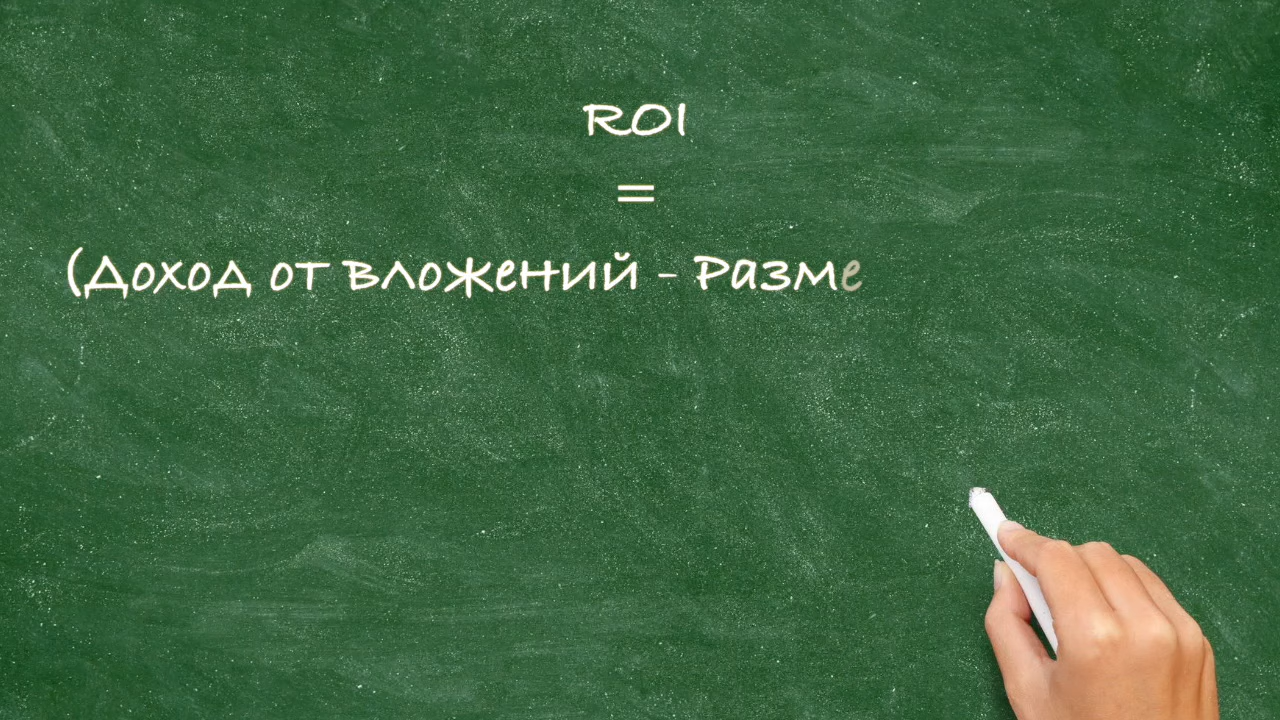 ROI
=
(Доход от вложений - Разме